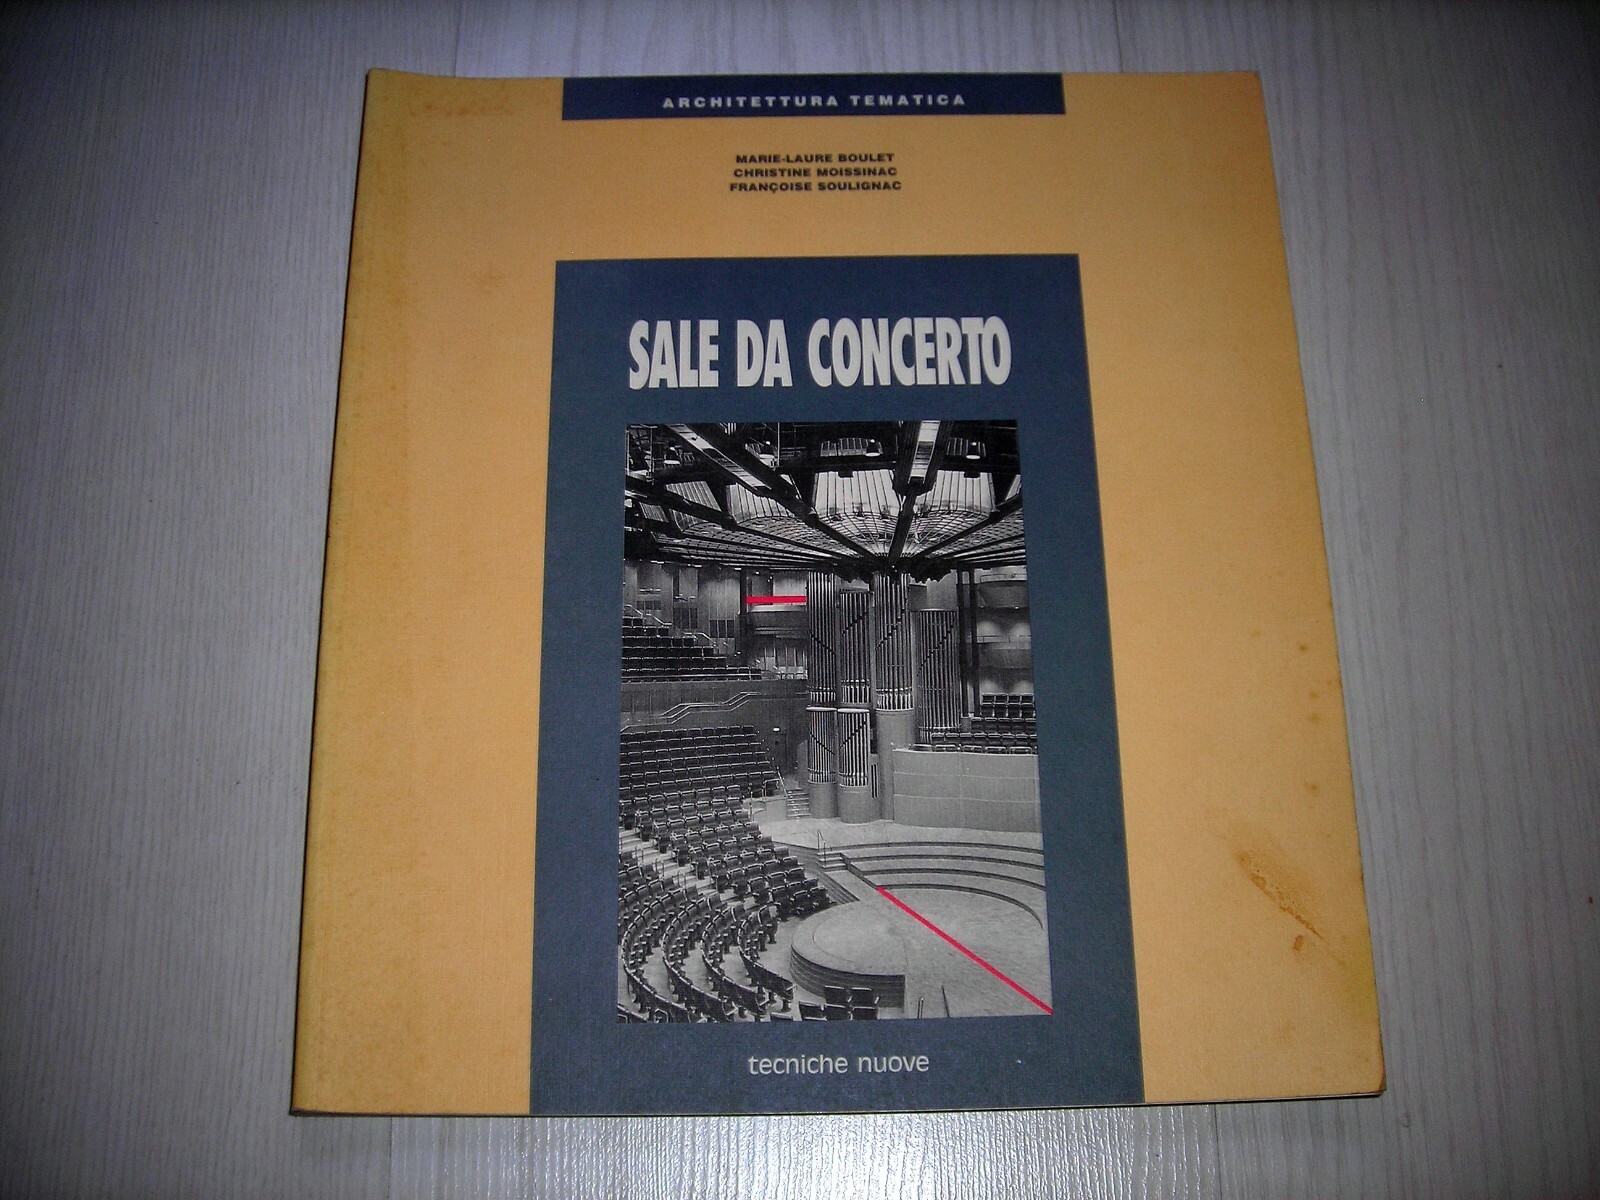 ARCHITETTURA TEMATICA
MARIE-LAURE BOULET
CHRISTINE MOISSINAC
FRANÇOISE SOULIGNAC
SALE DA CONCERTO
tecniche nuove